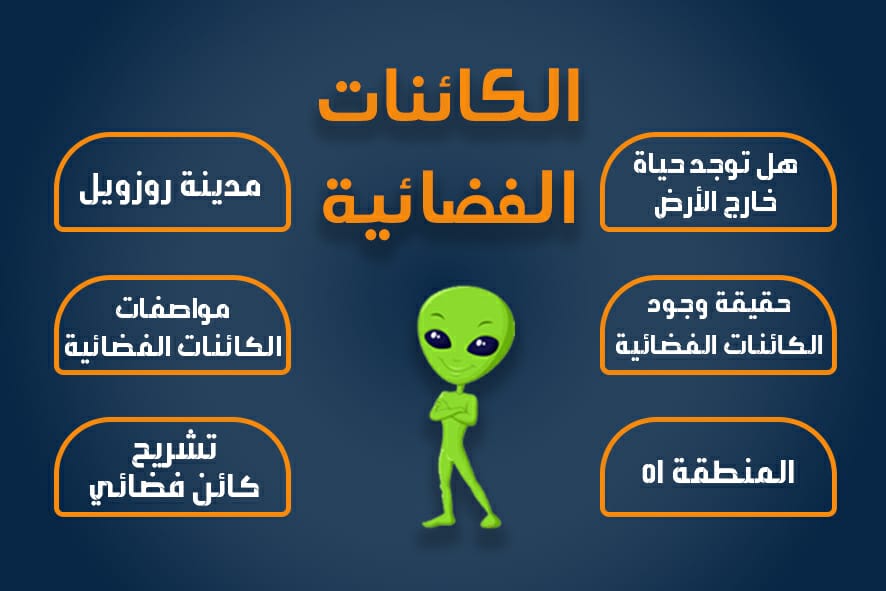 الكائنات
الفضائية
هل توجد حياة
خارج الأرض
حقيقة وجود
الكائنات الفضائية
المنطقة ٥١
مدينة روزويل
مواصفات
الكائنات الفضائية
تشريح
كائن فضائي